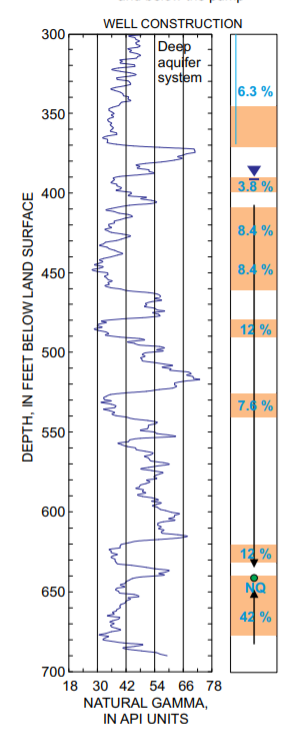 WELL CONSTRUCTION
Deep
aquifer
system
300
350
400
450
500
550
600
650
700
DEPTH, IN FEET BELOW LAND SURFACE
18 30 42 54 66 78
NATURAL GAMMA,
IN API UNITS
6.3 %
3.8 %
8.4 %
8.4 %
12 %
7.6 %
12 %
NQ
42 %